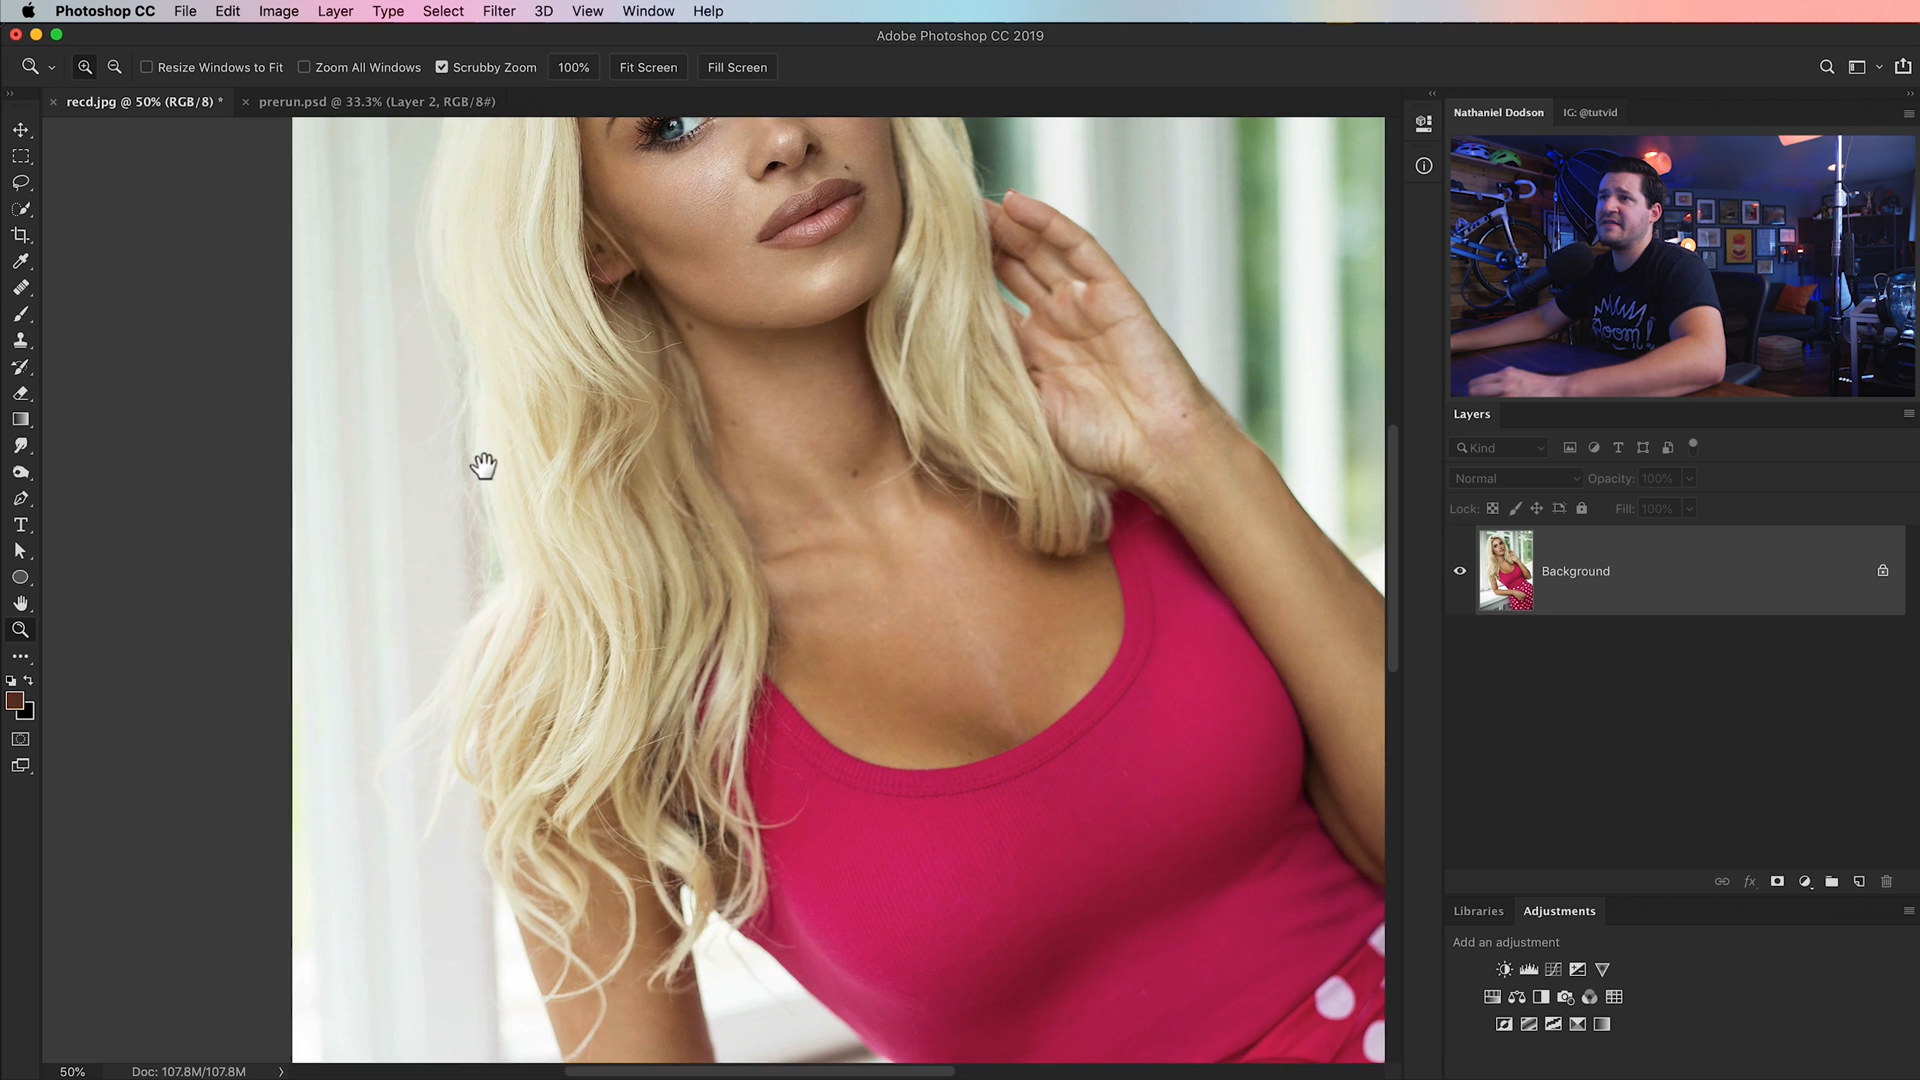 Photoshop CC File Edit Image Layer Type Select Filter 3D View Window Help
Adobe Photoshop CC 2019
Resize Windows to Fit Zoom All Windows Scrubby Zoom 100% Fit Screen Fill Screen
recd.jpg @ 50% (RGB/8) * prerun.psd @ 33.3% (Layer 2, RGB/8#)
Nathaniel Dodson IG: @tutvid
Boom!
Layers
Kind
Normal Opacity: 100%
Lock: Fill: 100%
Background
fx
Libraries Adjustments
Add an adjustment
50% Doc: 107.8M/107.8M